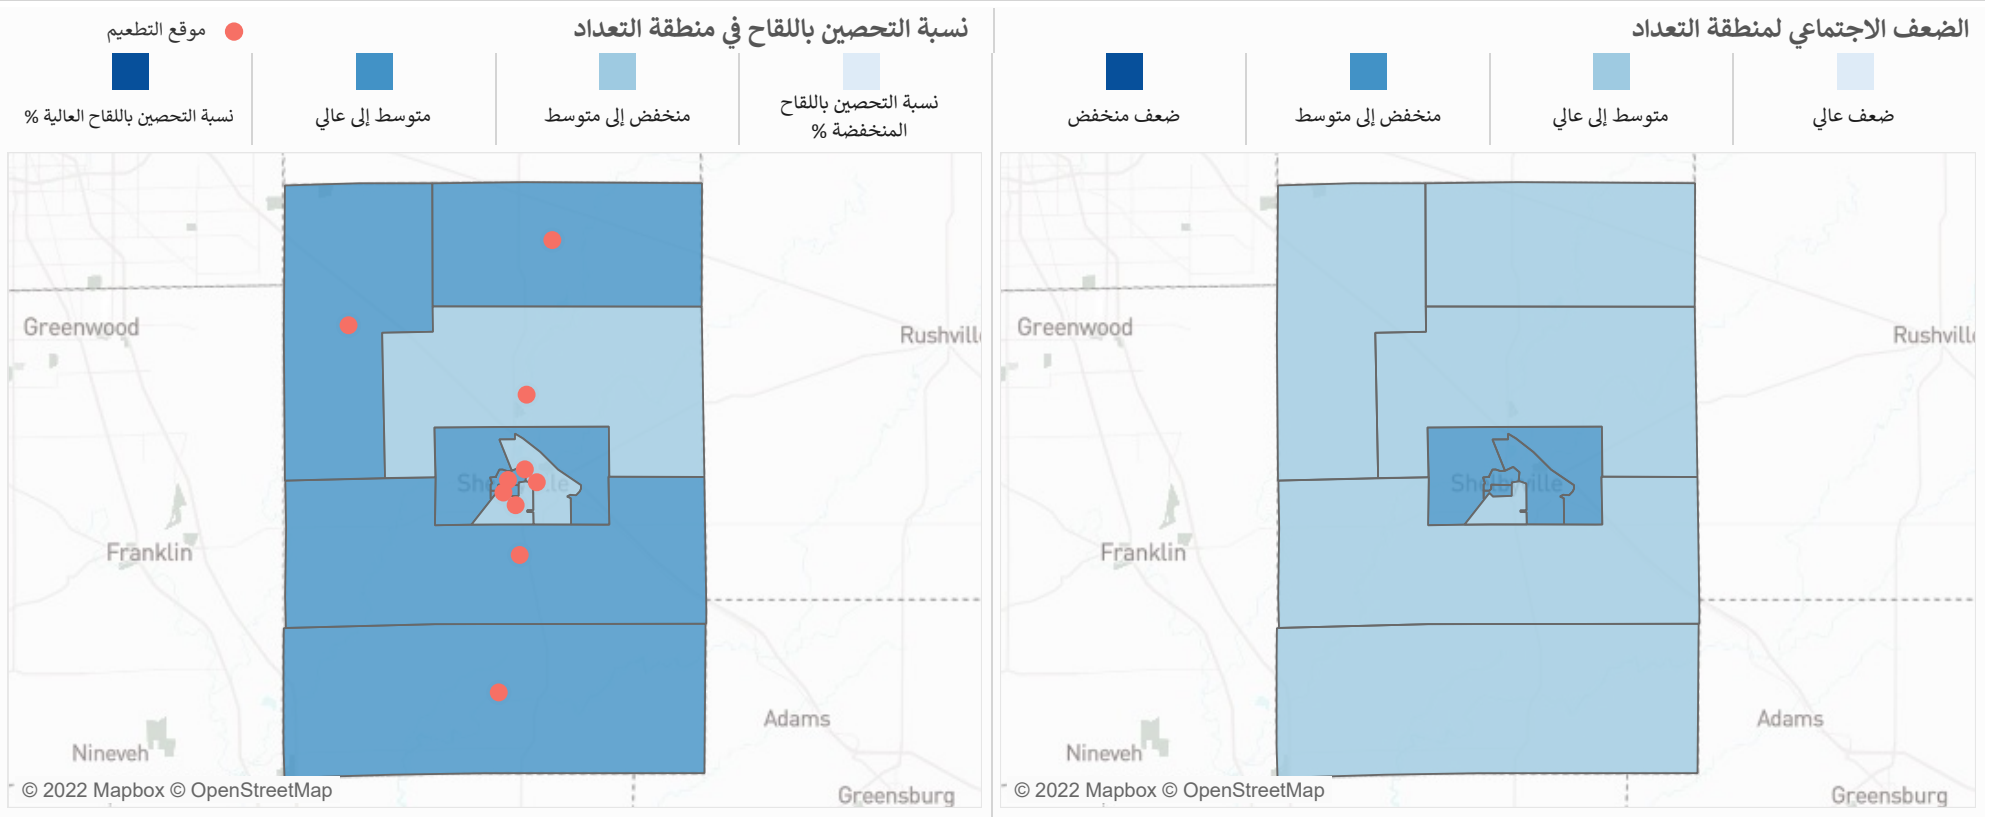 الضعف الاجتماعي لمنطقة التعداد
ضعف عالي
متوسط إلى عالي
منخفض إلى متوسط
ضعف منخفض
Greenwood
Rushville
Shelbyville
Franklin
Adams
Nineveh
Greensburg
© 2022 Mapbox © OpenStreetMap
نسبة التحصين باللقاح في منطقة التعداد
موقع التطعيم
نسبة التحصين باللقاح
المنخفضة %
منخفض إلى متوسط
متوسط إلى عالي
نسبة التحصين باللقاح العالية %
Greenwood
Rushville
Shelbyville
Franklin
Adams
Nineveh
Greensburg
© 2022 Mapbox © OpenStreetMap